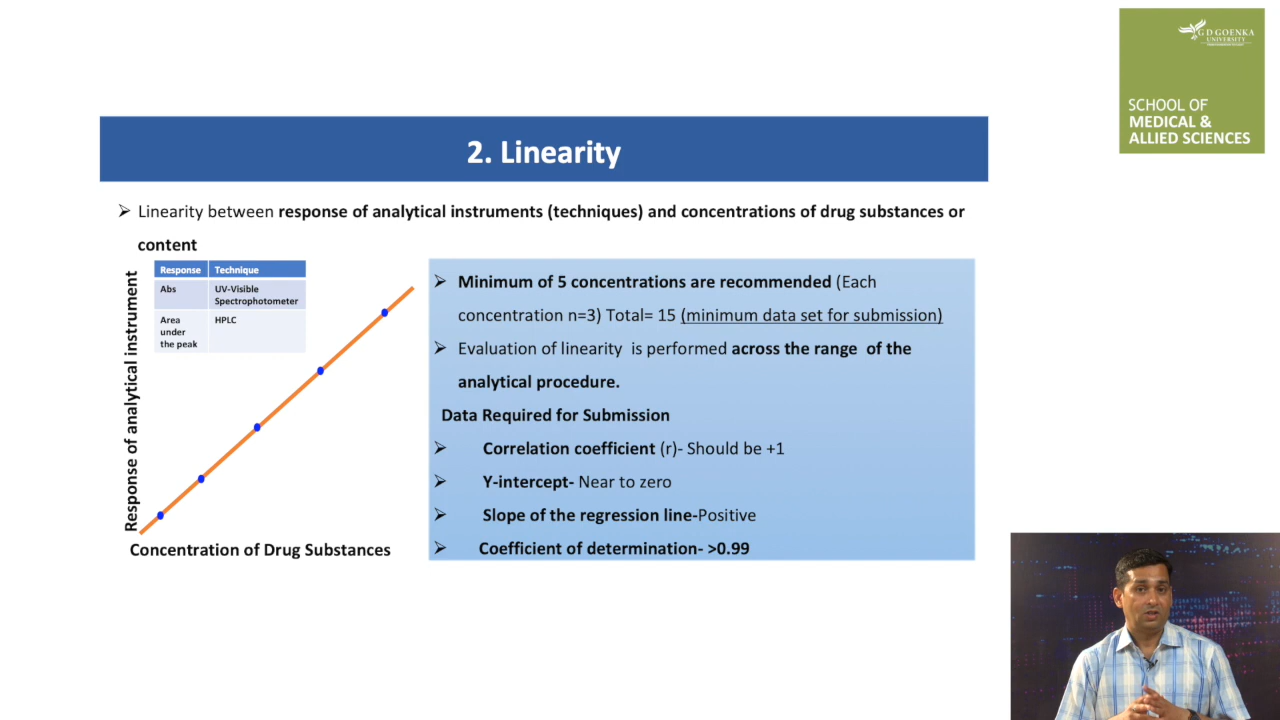 G D GOENKA
UNIVERSITY
SCHOOL OF
MEDICAL &
ALLIED SCIENCES
2. Linearity
➢ Linearity between response of analytical instruments (techniques) and concentrations of drug substances or
content
Response of analytical instrument
Response Technique
Abs UV-Visible
Spectrophotometer
Area HPLC
under
the peak
Concentration of Drug Substances
➢ Minimum of 5 concentrations are recommended (Each
concentration n=3) Total= 15 (minimum data set for submission)
➢ Evaluation of linearity is performed across the range of the
analytical procedure.
Data Required for Submission
➢ Correlation coefficient (r)- Should be +1
➢ Y-intercept- Near to zero
➢ Slope of the regression line-Positive
➢ Coefficient of determination- >0.99